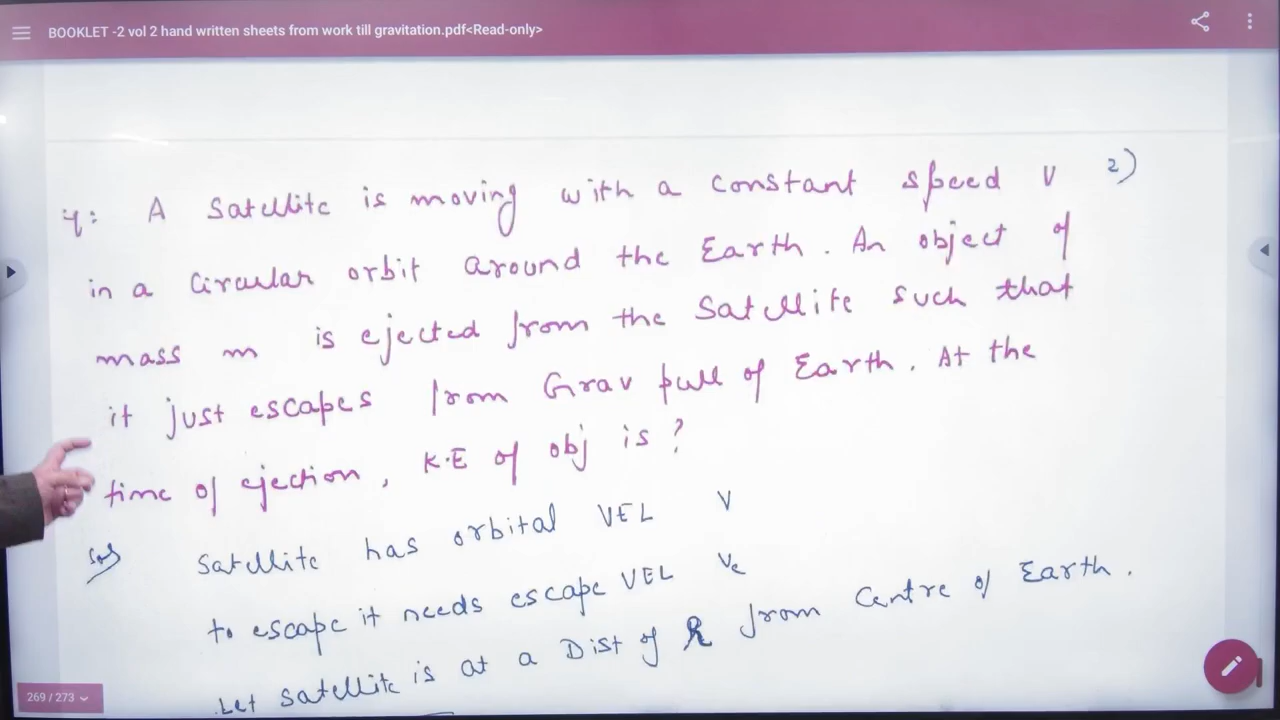 BOOKLET -2 vol 2 hand written sheets from work till gravitation.pdf<Read-only>
A Satellite is moving with a constant speed V 2)
in a Circular orbit around the Earth. An object of
mass m is ejected from the Satellite such that
it just escapes from Grav pull of Earth. At the
time of ejection, K.E of obj is?
Satellite has orbital VEL V
to escape it needs escape VEL Ve
Let Satellite is at a Dist of R from Centre of Earth.
269 / 273